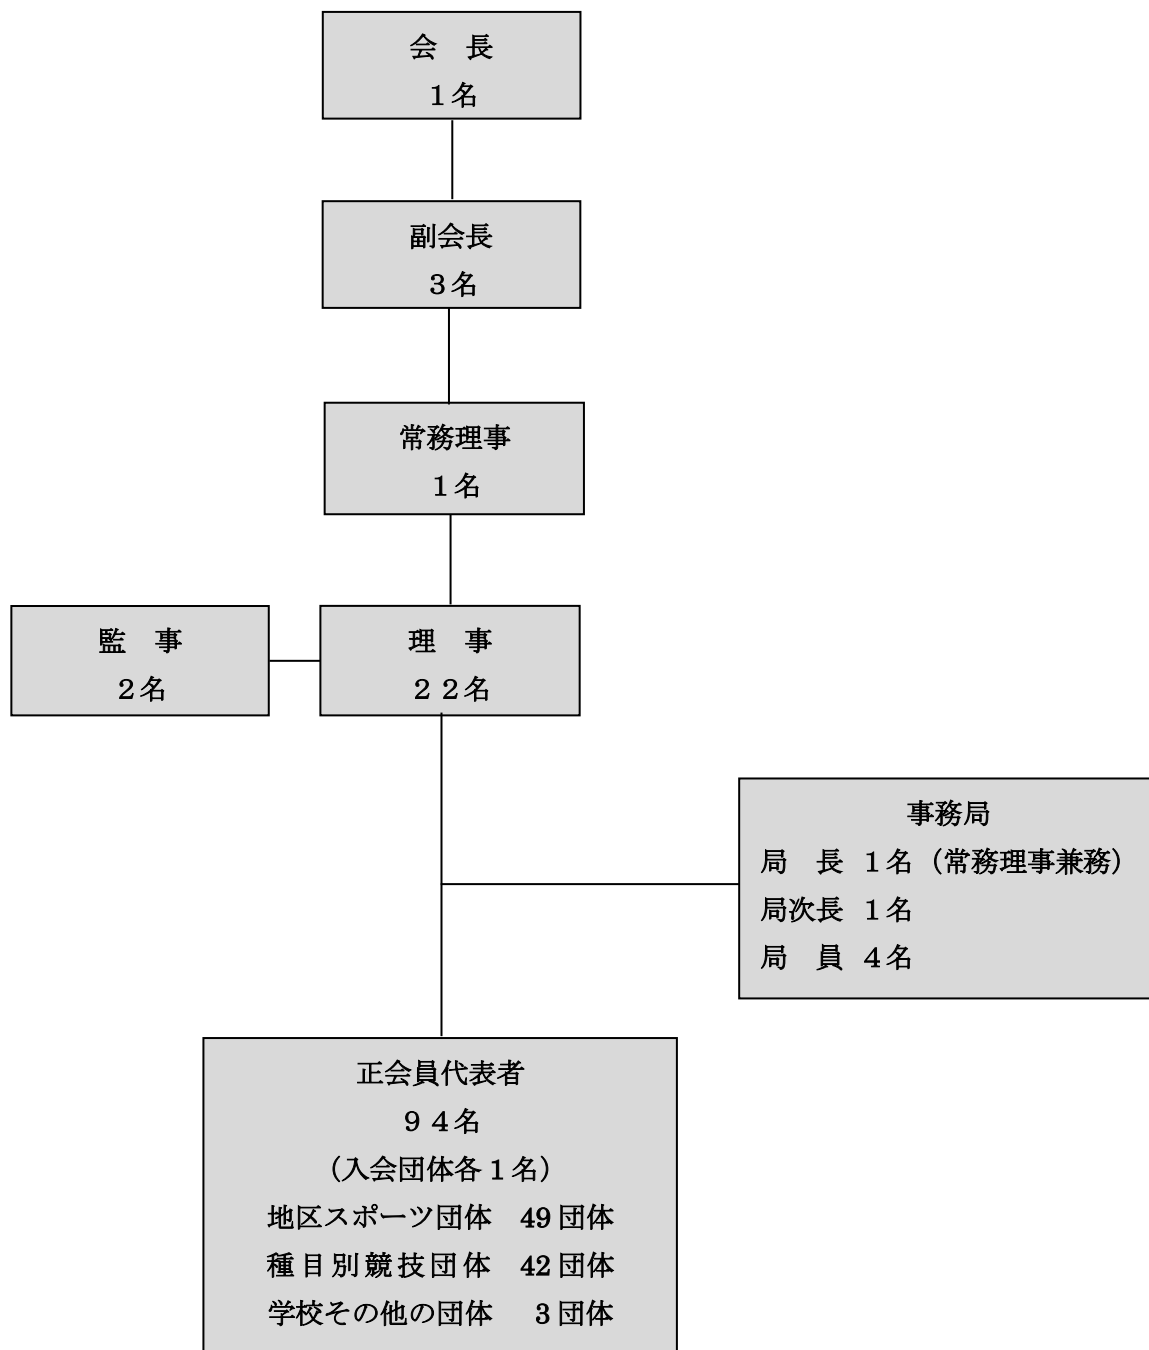 会　長
１名
副会長
３名
常務理事
１名
監　事
２名
理　事
２２名
事務局
局　長 １名（常務理事兼務）
局次長 １名
局　員 ４名
正会員代表者
９４名
（入会団体各１名）
地区スポーツ団体　49団体
種目別競技団体　42団体
学校その他の団体　3団体